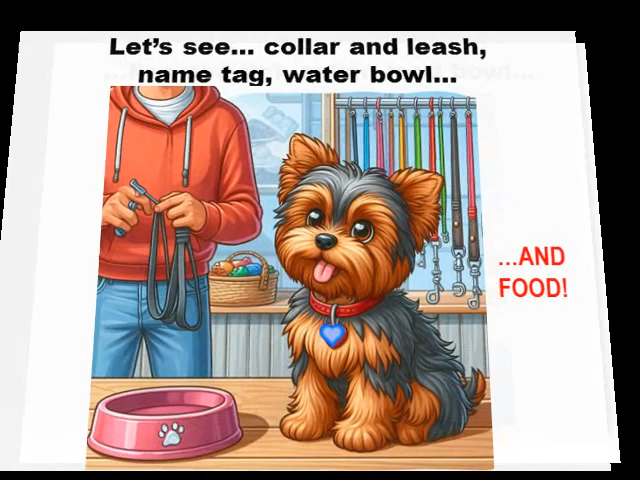 Let’s see... collar and leash,
name tag, water bowl...
...AND
FOOD!